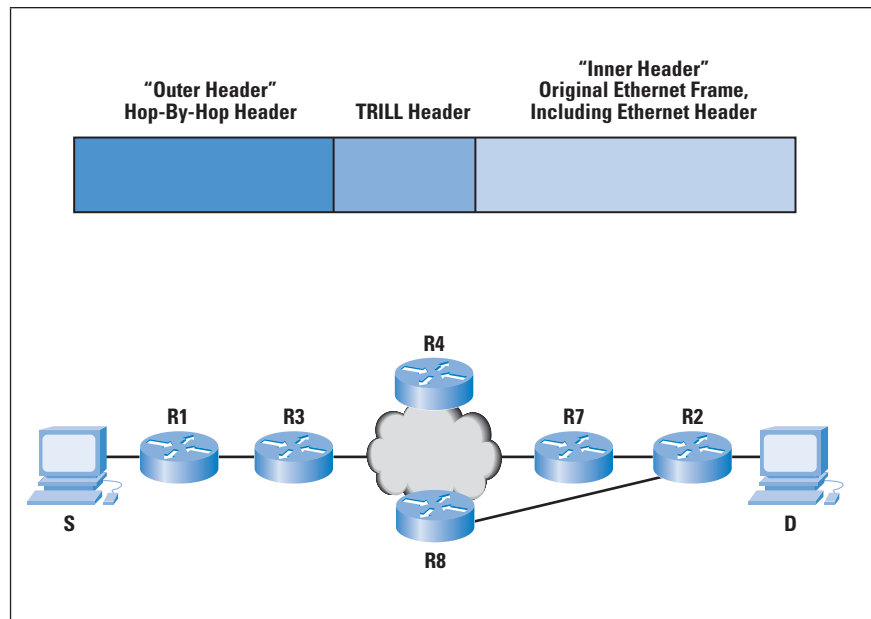 “Outer Header”
Hop-By-Hop Header
TRILL Header
“Inner Header”
Original Ethernet Frame,
Including Ethernet Header
R4
R1
R3
R7
R2
S
D
R8